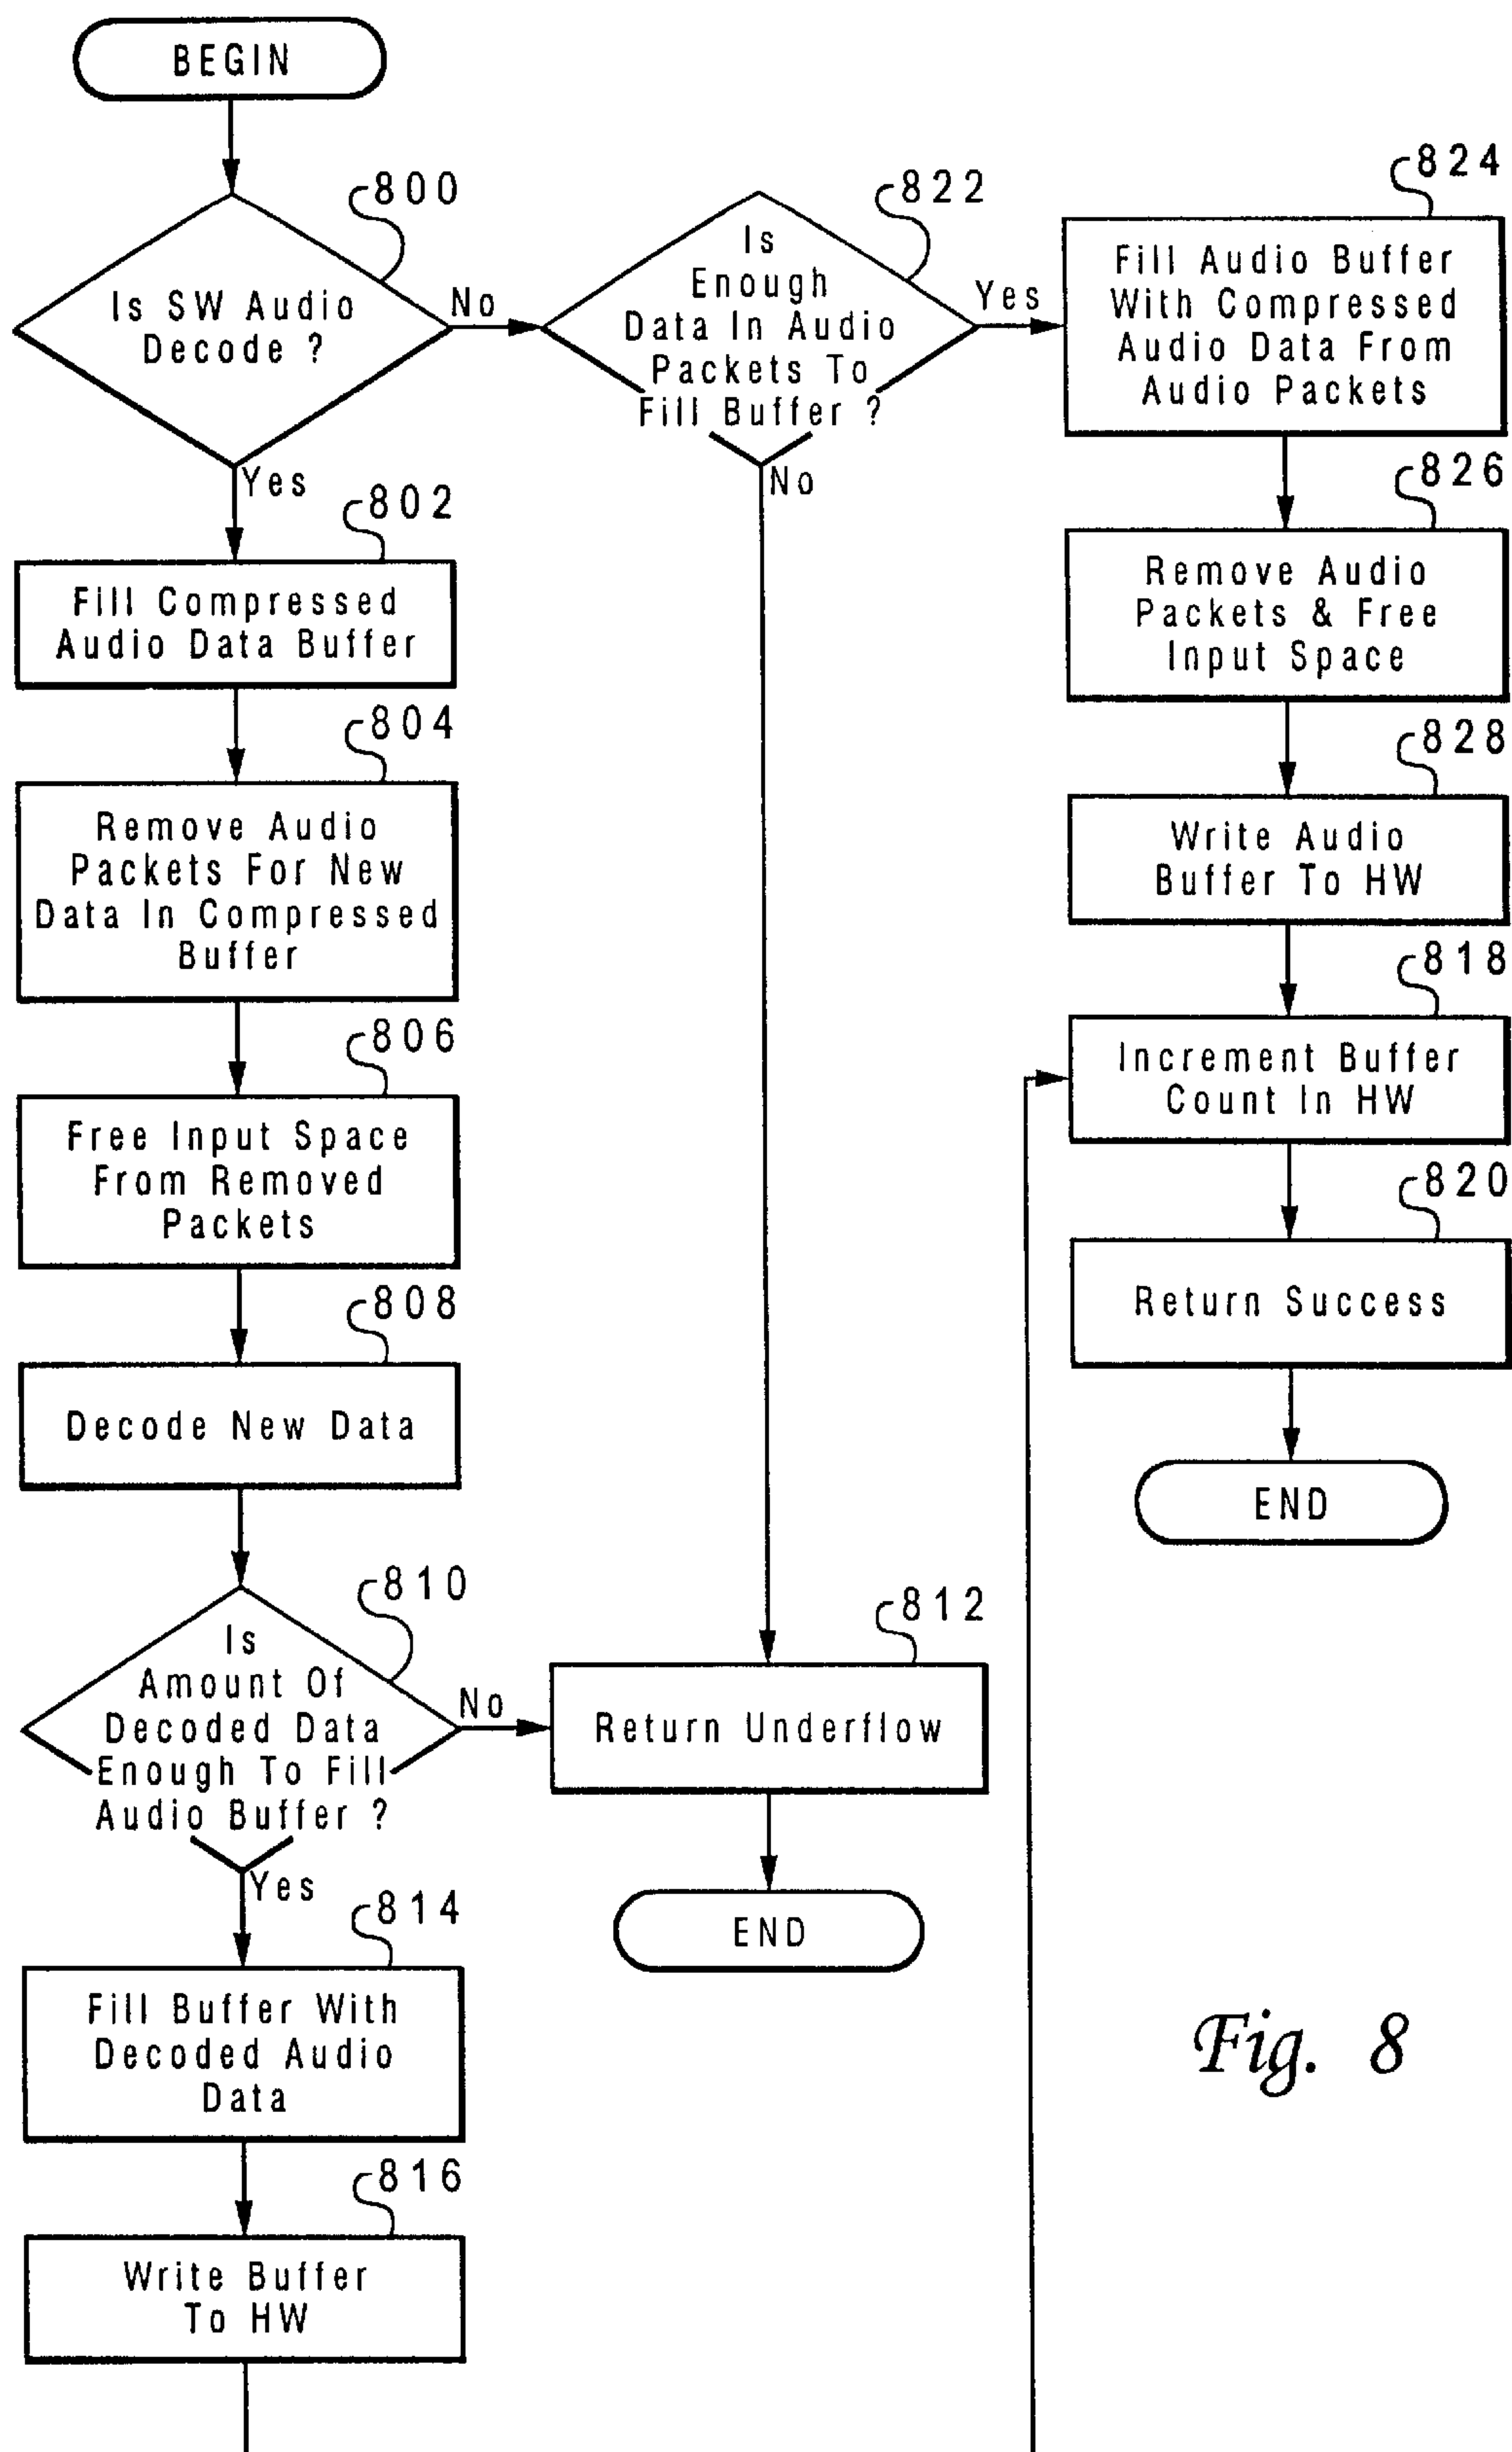 BEGIN
800
Is SW Audio
Decode ?
No
Yes
802
Fill Compressed
Audio Data Buffer
804
Remove Audio
Packets For New
Data In Compressed
Buffer
806
Free Input Space
From Removed
Packets
808
Decode New Data
810
Is
Amount Of
Decoded Data
Enough To Fill
Audio Buffer ?
No
Yes
814
Fill Buffer With
Decoded Audio
Data
816
Write Buffer
To HW
822
Is
Enough
Data In Audio
Packets To
Fill Buffer ?
Yes
No
812
Return Underflow
END
824
Fill Audio Buffer
With Compressed
Audio Data From
Audio Packets
826
Remove Audio
Packets & Free
Input Space
828
Write Audio
Buffer To HW
818
Increment Buffer
Count In HW
820
Return Success
END
Fig. 8